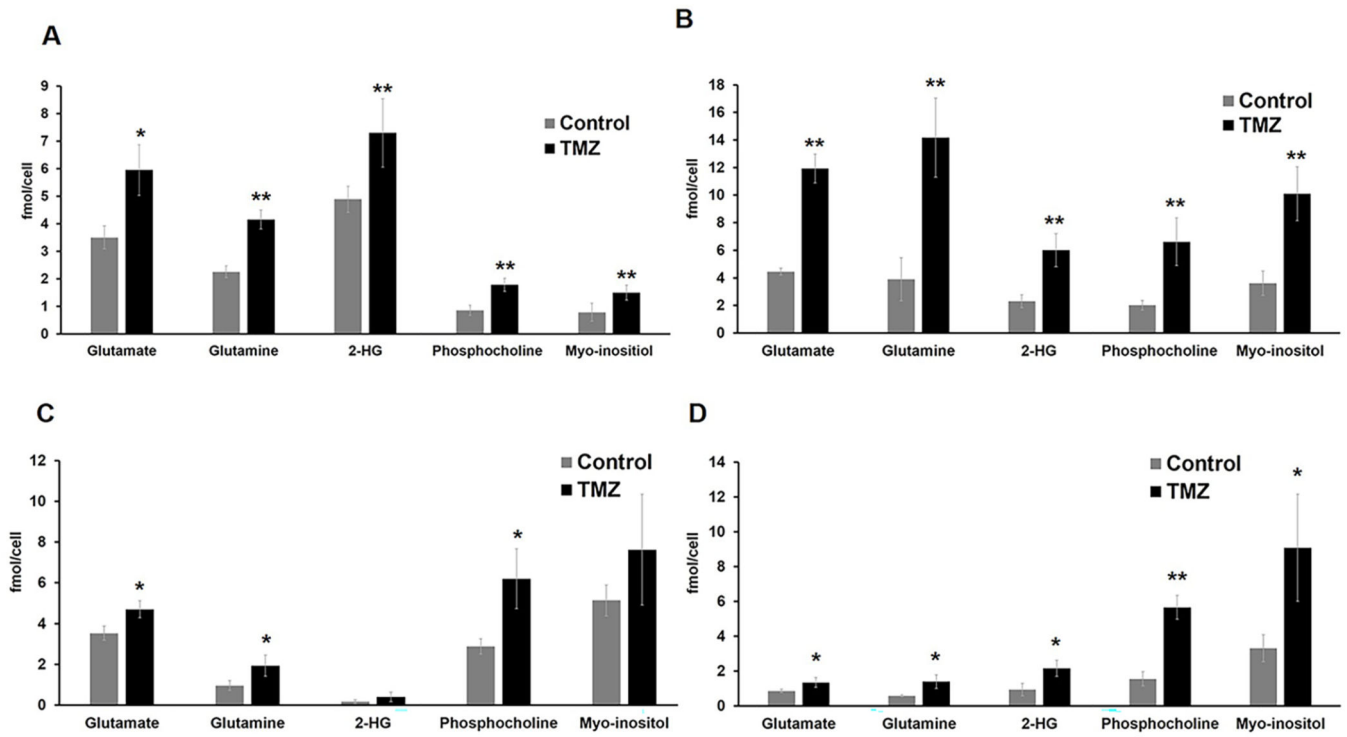 A
fmol/cell
9
8
7
6
5
4
3
2
1
0
*
**
**
**
**
Control
TMZ
Glutamate Glutamine 2-HG Phosphocholine Myo-inositiol
B
fmol/cell
18
16
14
12
10
8
6
4
2
0
**
**
**
**
**
Control
TMZ
Glutamate Glutamine 2-HG Phosphocholine Myo-inositol
C
fmol/cell
12
10
8
6
4
2
0
*
*
*
Control
TMZ
Glutamate Glutamine 2-HG Phosphocholine Myo-inositol
D
fmol/cell
14
12
10
8
6
4
2
0
*
*
*
**
*
Control
TMZ
Glutamate Glutamine 2-HG Phosphocholine Myo-inositol